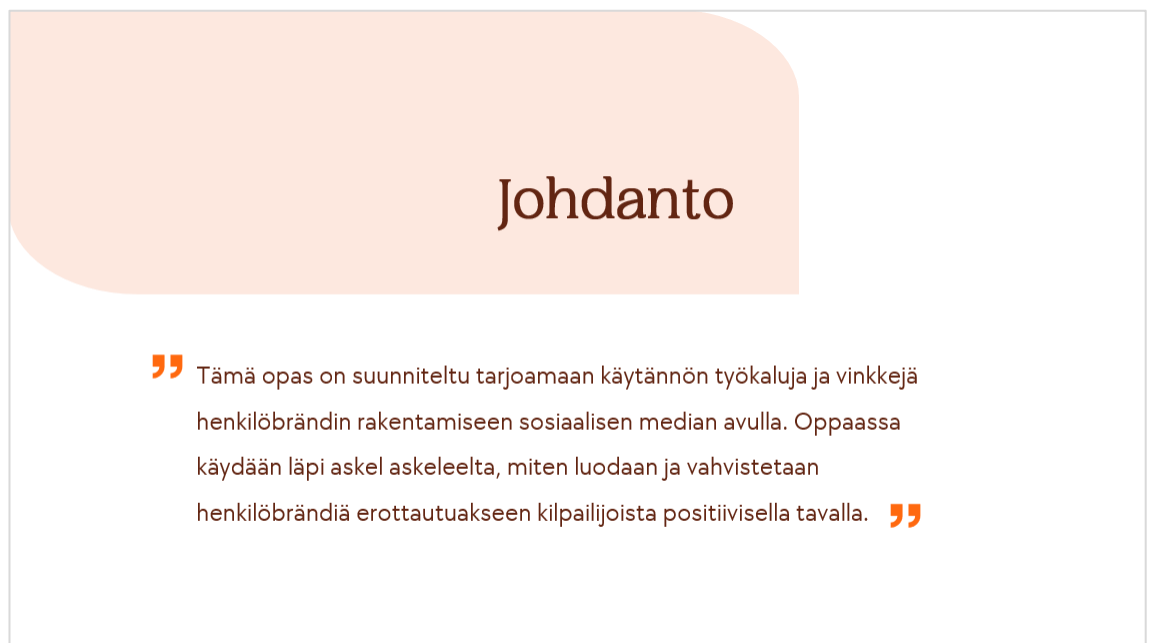 Johdanto
” Tämä opas on suunniteltu tarjoamaan käytännön työkaluja ja vinkkejä
henkilöbrändin rakentamiseen sosiaalisen median avulla. Oppaassa
käydään läpi askel askeleelta, miten luodaan ja vahvistetaan
henkilöbrändiä erottautuakseen kilpailijoista positiivisella tavalla. ”